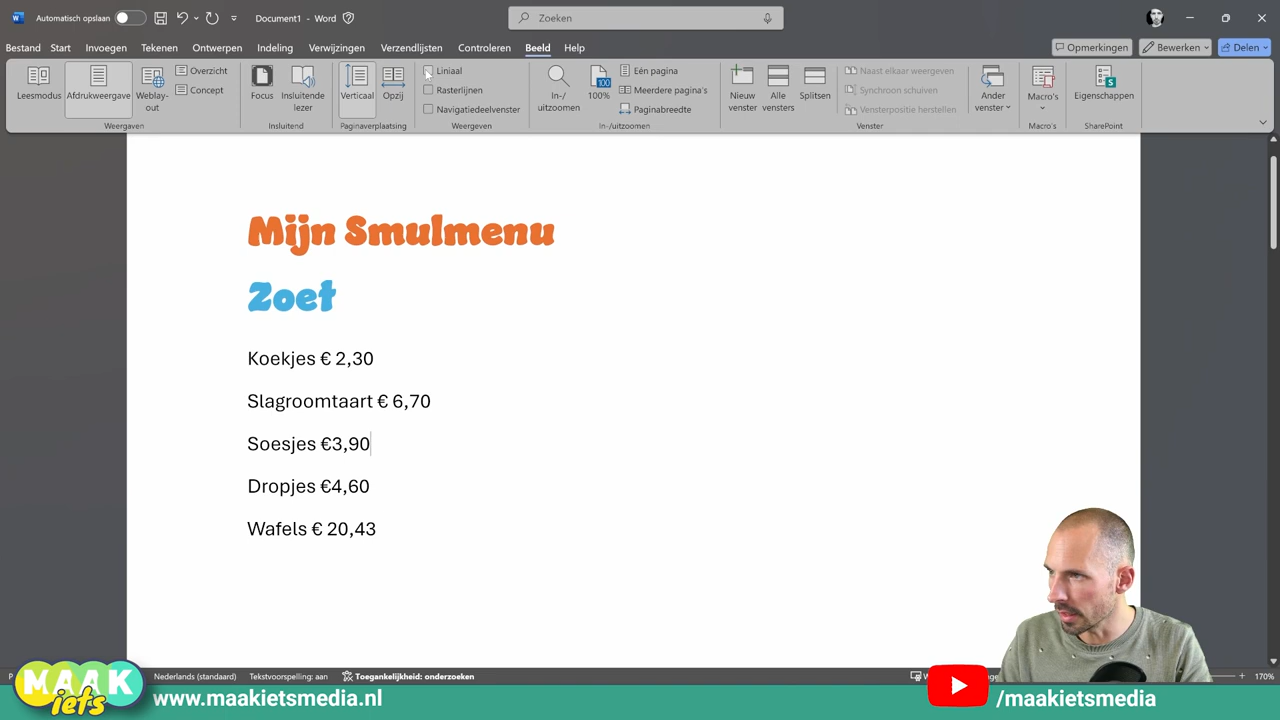 Automatisch opslaan
Document1 - Word
Zoeken
Bestand Start Invoegen Tekenen Ontwerpen Indeling Verwijzingen Verzendlijsten Controleren Beeld Help
Opmerkingen Bewerken Delen
Leesmodus
Afdrukweergave
Weblay-
out
Overzicht
Concept
Weergaven
Focus
Insluitende
lezer
Insluitend
Verticaal
Opzij
Paginaverplaatsing
Liniaal
Rasterlijnen
Navigatiedeelvenster
Weergeven
In-/
uitzoomen
100
100%
Eén pagina
Meerdere pagina's
Paginabreedte
In-/uitzoomen
Nieuw
venster
Alle
vensters
Splitsen
Naast elkaar weergeven
Synchroon schuiven
Vensterpositie herstellen
Ander
venster
Venster
Macro's
Macro's
Eigenschappen
SharePoint
Mijn Smulmenu
Zoet
Koekjes € 2,30
Slagroomtaart € 6,70
Soesjes €3,90
Dropjes €4,60
Wafels € 20,43
Nederlands (standaard) Tekstvoorspelling: aan Toegankelijkheid: onderzoeken
170%
MAAK
iets
www.maakietsmedia.nl
/maakietsmedia